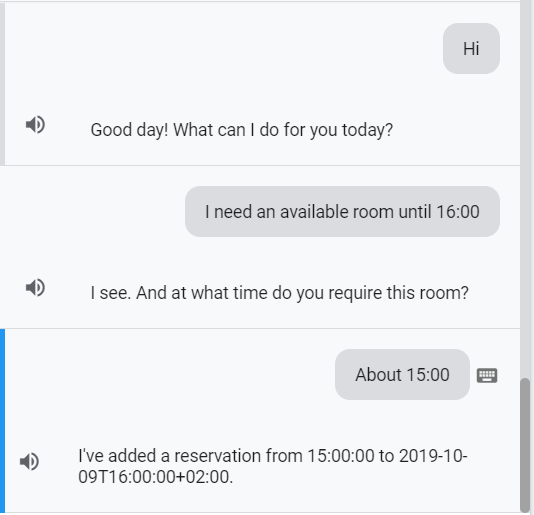 Hi
Good day! What can I do for you today?
I need an available room until 16:00
I see. And at what time do you require this room?
About 15:00
I've added a reservation from 15:00:00 to 2019-10-
09T16:00:00+02:00.